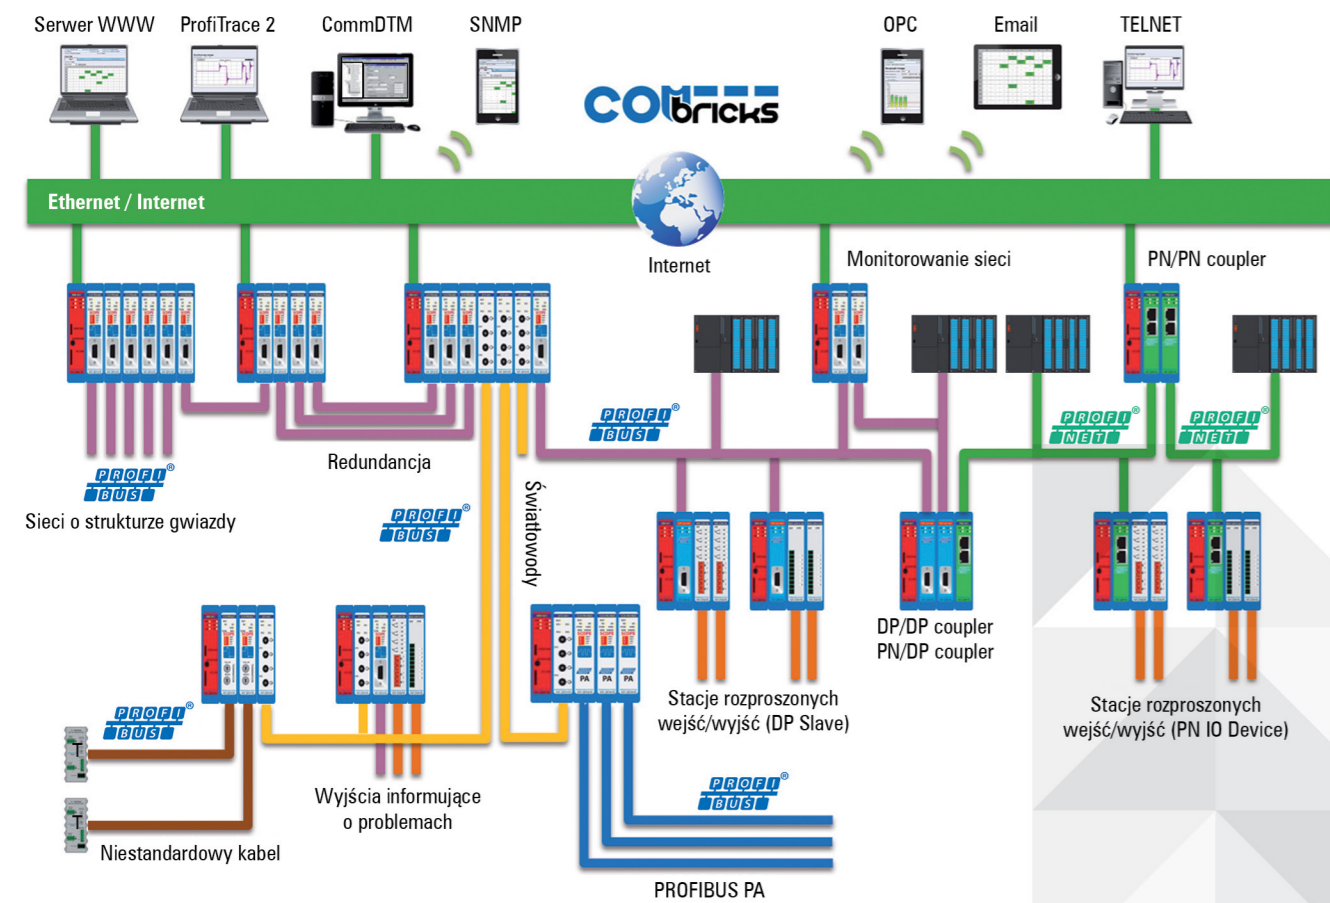 Serwer WWW
ProfiTrace 2
CommDTM
SNMP
OPC
Email
TELNET
COMbricks
Ethernet / Internet
Internet
Monitorowanie sieci
PN/PN coupler
PROFI
BUS®
PROFI
NET®
PROFI
NET®
Redundancja
PROFI
BUS®
Sieci o strukturze gwiazdy
PROFI
BUS®
Światłowody
DP/DP coupler
PN/DP coupler
PA
PA
PA
Stacje rozproszonych
wejść/wyjść (DP Slave)
Stacje rozproszonych
wejść/wyjść (PN IO Device)
PROFI
BUS®
T
T
Wyjścia informujące
o problemach
PROFI
BUS®
Niestandardowy kabel
PROFIBUS PA